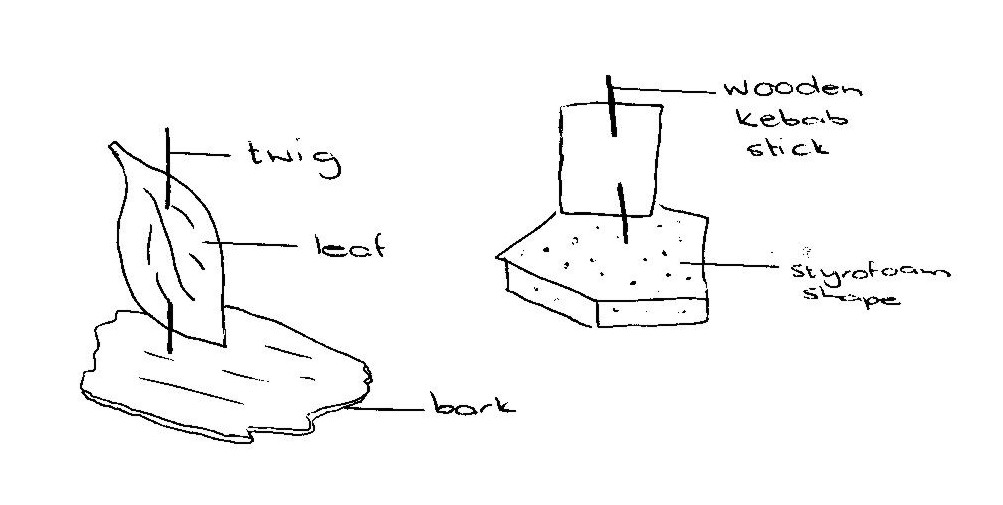 twig
leaf
bark
wooden
kebab
stick
styrofoam
shape